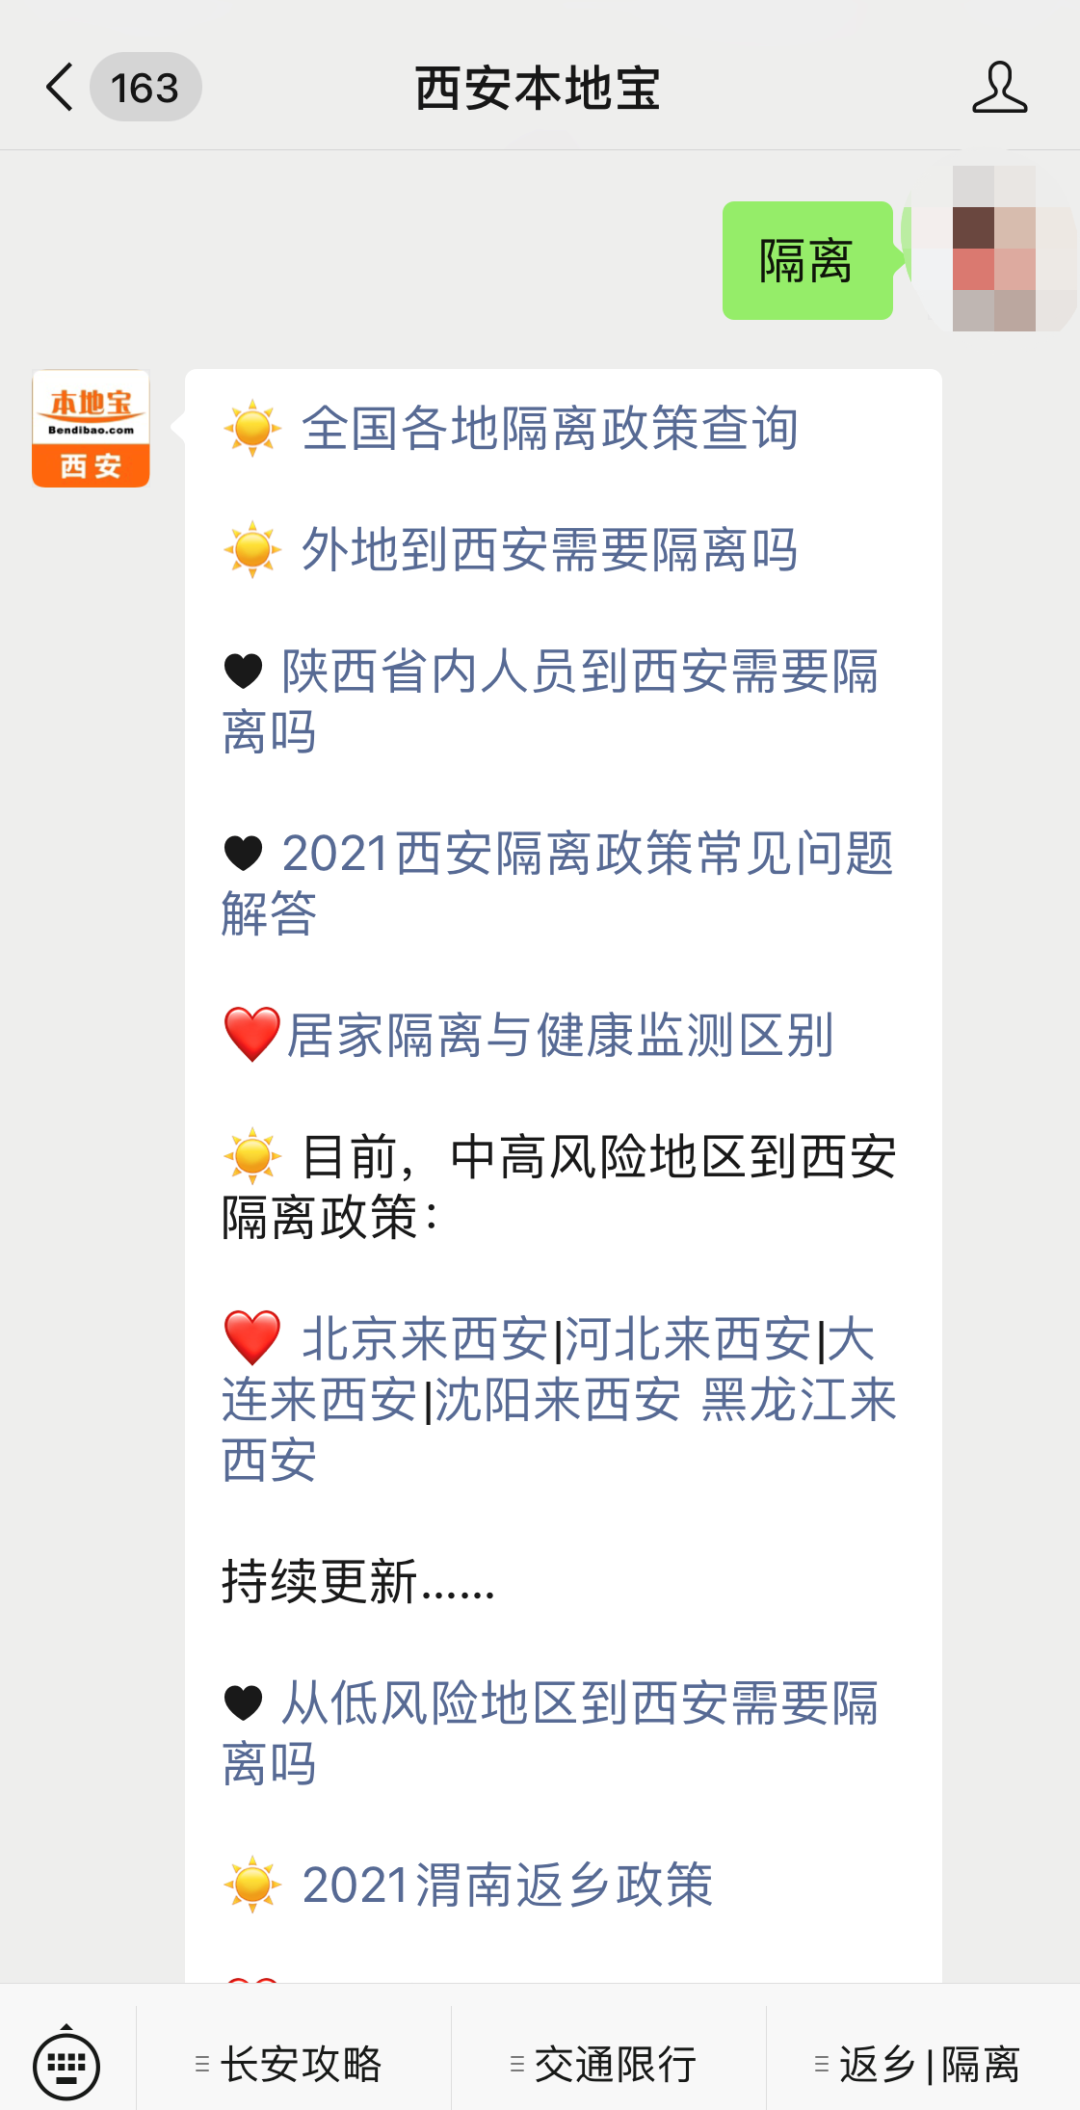 163
西安本地宝
隔离
本地宝
Bendibao.com
西安
☀️ 全国各地隔离政策查询
☀️ 外地到西安需要隔离吗
♥ 陕西省内人员到西安需要隔
离吗
♥ 2021西安隔离政策常见问题
解答
❤️居家隔离与健康监测区别
☀️ 目前，中高风险地区到西安
隔离政策：
❤️ 北京来西安|河北来西安|大
连来西安|沈阳来西安 黑龙江来
西安
持续更新……
♥ 从低风险地区到西安需要隔
离吗
☀️ 2021渭南返乡政策
长安攻略
交通限行
返乡|隔离